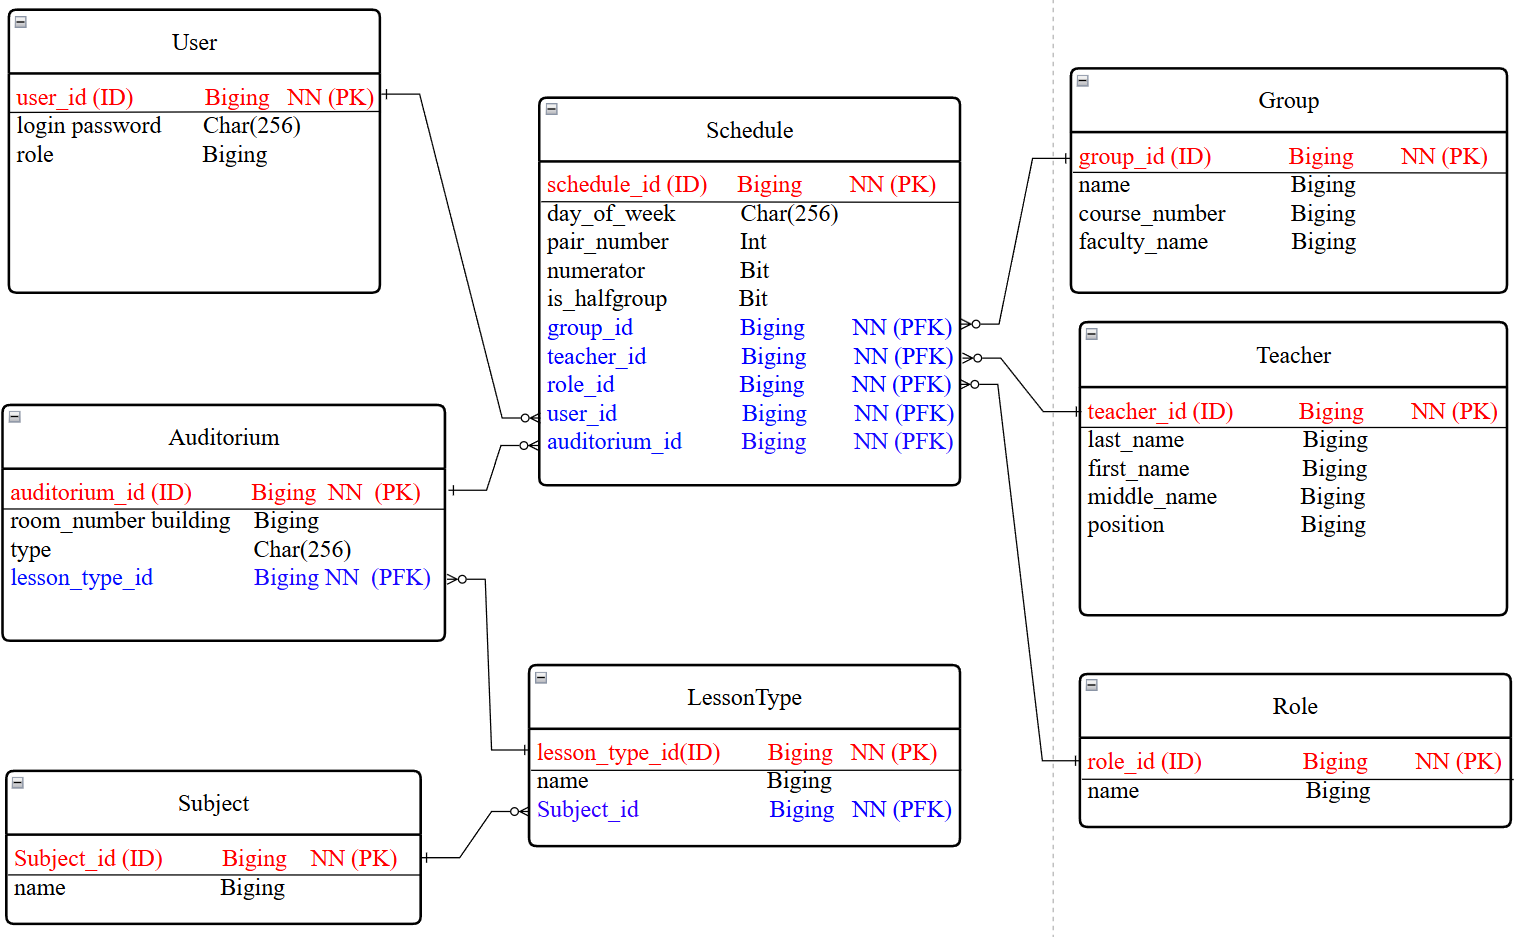 User
user_id (ID) Biging NN (PK)
login password Char(256)
role Biging
Schedule
schedule_id (ID) Biging NN (PK)
day_of_week Char(256)
pair_number Int
numerator Bit
is_halfgroup Bit
group_id Biging NN (PFK)
teacher_id Biging NN (PFK)
role_id Biging NN (PFK)
user_id Biging NN (PFK)
auditorium_id Biging NN (PFK)
Group
group_id (ID) Biging NN (PK)
name Biging
course_number Biging
faculty_name Biging
Teacher
teacher_id (ID) Biging NN (PK)
last_name Biging
first_name Biging
middle_name Biging
position Biging
Auditorium
auditorium_id (ID) Biging NN (PK)
room_number building Biging
type Char(256)
lesson_type_id Biging NN (PFK)
LessonType
lesson_type_id(ID) Biging NN (PK)
name Biging
Subject_id Biging NN (PFK)
Role
role_id (ID) Biging NN (PK)
name Biging
Subject
Subject_id (ID) Biging NN (PK)
name Biging